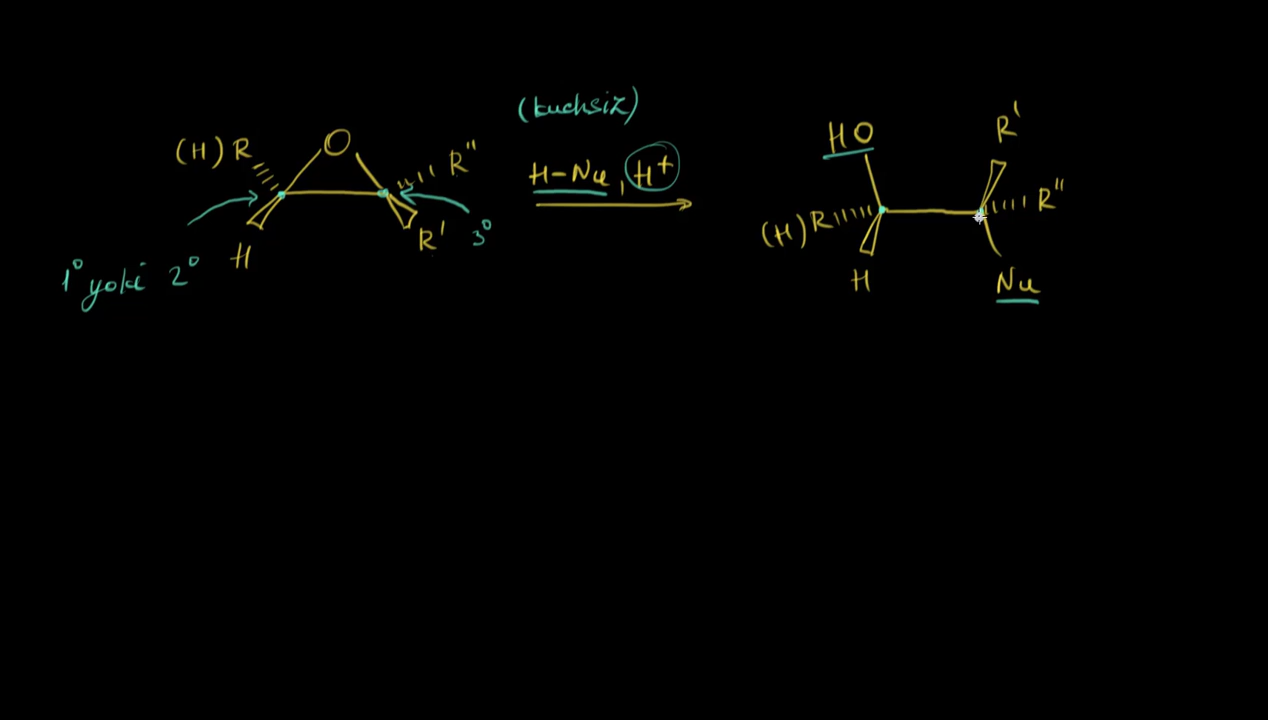 (kuchsiz)
(H) R O R" H-Nu, H⁺ HO R'
H R' 3° (H) R R"
1° yoki 2° H Nu